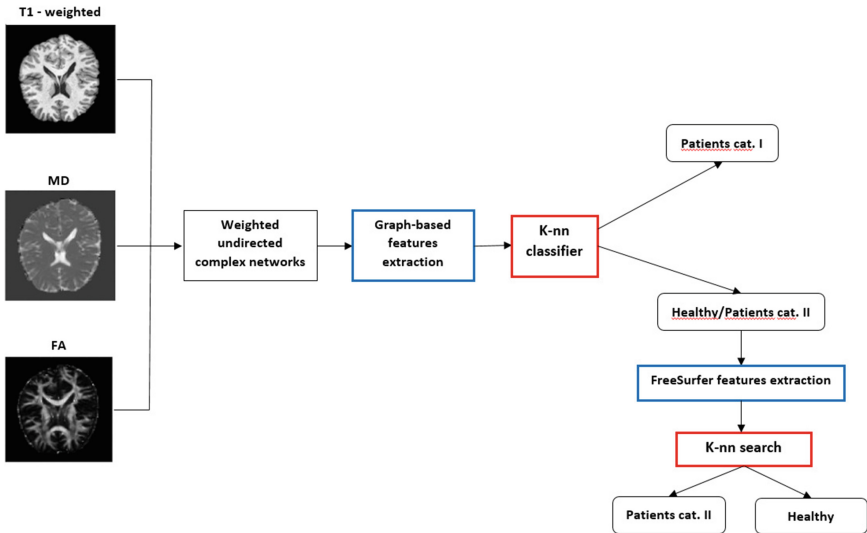 T1 - weighted
MD
FA
Weighted
undirected
complex networks
Graph-based
features
extraction
K-nn
classifier
Patients cat. I
Healthy/Patients cat. II
FreeSurfer features extraction
K-nn search
Patients cat. II
Healthy